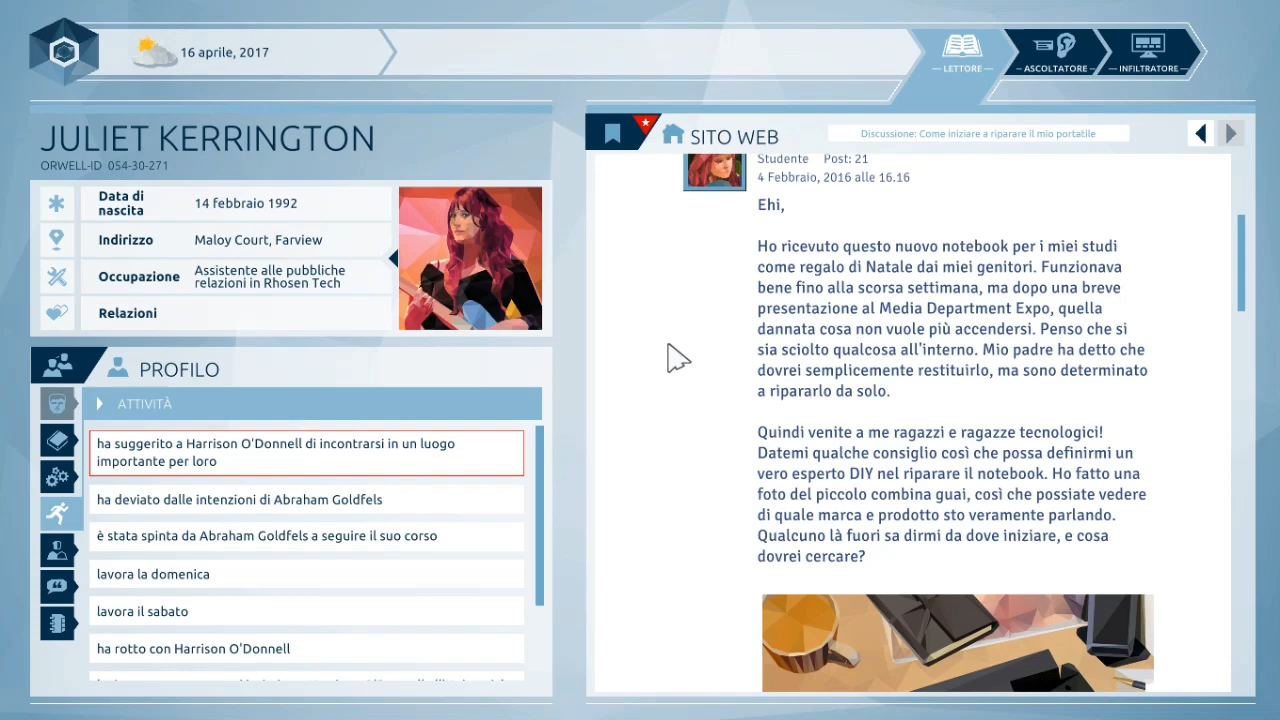 16 aprile, 2017
LETTORE
ASCOLTATORE
INFILTRATORE
JULIET KERRINGTON
ORWELL-ID 054-30-271
Data di
nascita
14 febbraio 1992
Indirizzo
Maloy Court, Farview
Occupazione
Assistente alle pubbliche
relazioni in Rhosen Tech
Relazioni
PROFILO
ATTIVITÀ
ha suggerito a Harrison O'Donnell di incontrarsi in un luogo
importante per loro
ha deviato dalle intenzioni di Abraham Goldfels
è stata spinta da Abraham Goldfels a seguire il suo corso
lavora la domenica
lavora il sabato
ha rotto con Harrison O'Donnell
SITO WEB
Discussione: Come iniziare a riparare il mio portatile
Studente Post: 21
4 Febbraio, 2016 alle 16.16
Ehi,
Ho ricevuto questo nuovo notebook per i miei studi
come regalo di Natale dai miei genitori. Funzionava
bene fino alla scorsa settimana, ma dopo una breve
presentazione al Media Department Expo, quella
dannata cosa non vuole più accendersi. Penso che si
sia sciolto qualcosa all'interno. Mio padre ha detto che
dovrei semplicemente restituirlo, ma sono determinato
a ripararlo da solo.
Quindi venite a me ragazzi e ragazze tecnologici!
Datemi qualche consiglio così che possa definirmi un
vero esperto DIY nel riparare il notebook. Ho fatto una
foto del piccolo combina guai, così che possiate vedere
di quale marca e prodotto sto veramente parlando.
Qualcuno là fuori sa dirmi da dove iniziare, e cosa
dovrei cercare?